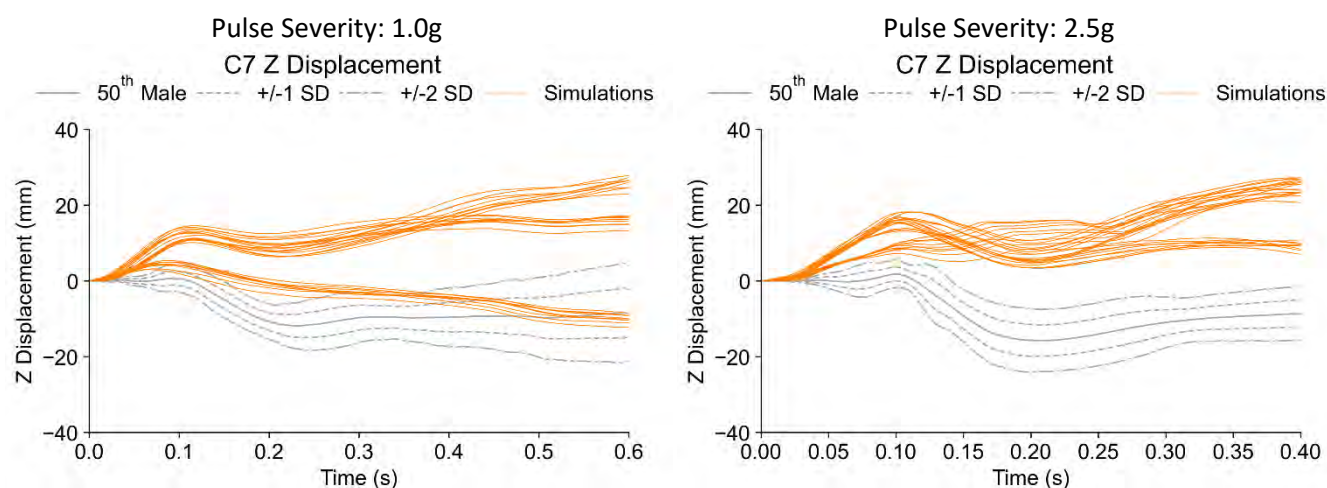 Pulse Severity: 1.0g
C7 Z Displacement
50th Male +/-1 SD +/-2 SD Simulations
40
20
0
−20
−40
Z Displacement (mm)
0.0 0.1 0.2 0.3 0.4 0.5 0.6
Time (s)
Pulse Severity: 2.5g
C7 Z Displacement
50th Male +/-1 SD +/-2 SD Simulations
40
20
0
−20
−40
Z Displacement (mm)
0.00 0.05 0.10 0.15 0.20 0.25 0.30 0.35 0.40
Time (s)